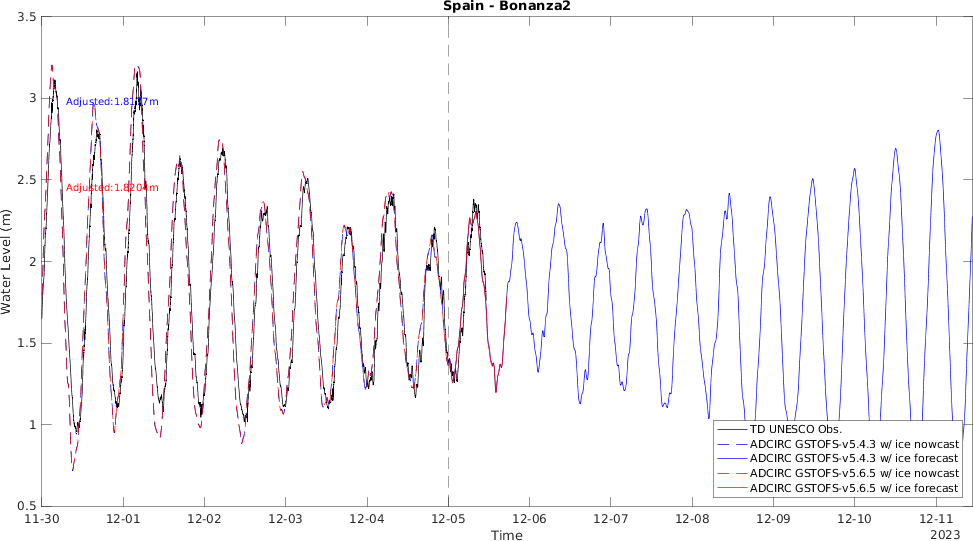 Spain - Bonanza2
3.5
3
2.5
2
1.5
1
0.5
Water Level (m)
Adjusted:1.8204m
TD UNESCO Obs.
ADCIRC GSTOFS-v5.4.3 w/ ice nowcast
ADCIRC GSTOFS-v5.4.3 w/ ice forecast
ADCIRC GSTOFS-v5.6.5 w/ ice nowcast
ADCIRC GSTOFS-v5.6.5 w/ ice forecast
11-30 12-01 12-02 12-03 12-04 12-05 12-06 12-07 12-08 12-09 12-10 12-11
2023
Time